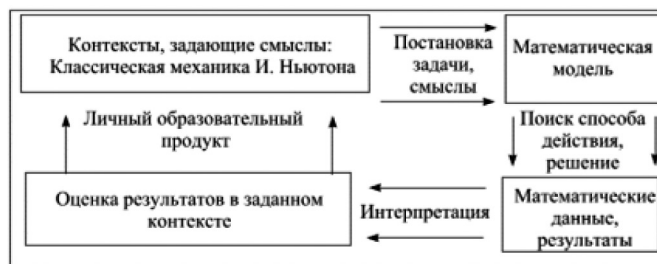 Контексты, задающие смыслы:
Классическая механика И. Ньютона
Постановка
задачи,
смыслы
Математическая
модель
Личный образовательный
продукт
Поиск способа
действия,
решение
Оценка результатов в заданном
контексте
Интерпретация
Математические
данные,
результаты